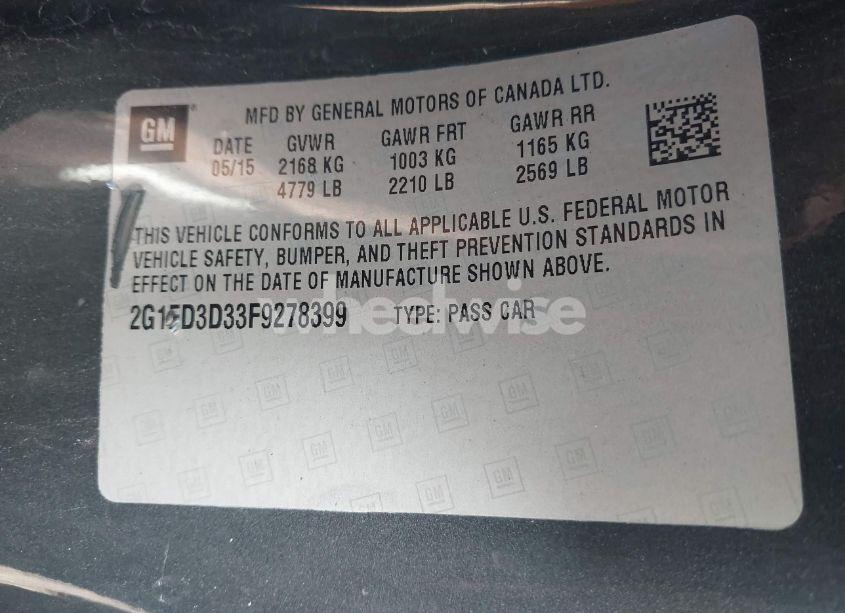 GM
MFD BY GENERAL MOTORS OF CANADA LTD.
DATE GVWR GAWR FRT GAWR RR
05/15 2168 KG 1003 KG 1165 KG
4779 LB 2210 LB 2569 LB
THIS VEHICLE CONFORMS TO ALL APPLICABLE U.S. FEDERAL MOTOR
VEHICLE SAFETY, BUMPER, AND THEFT PREVENTION STANDARDS IN
EFFECT ON THE DATE OF MANUFACTURE SHOWN ABOVE.
2G1FD3D33F9278399 TYPE: PASS CAR
wheelwise